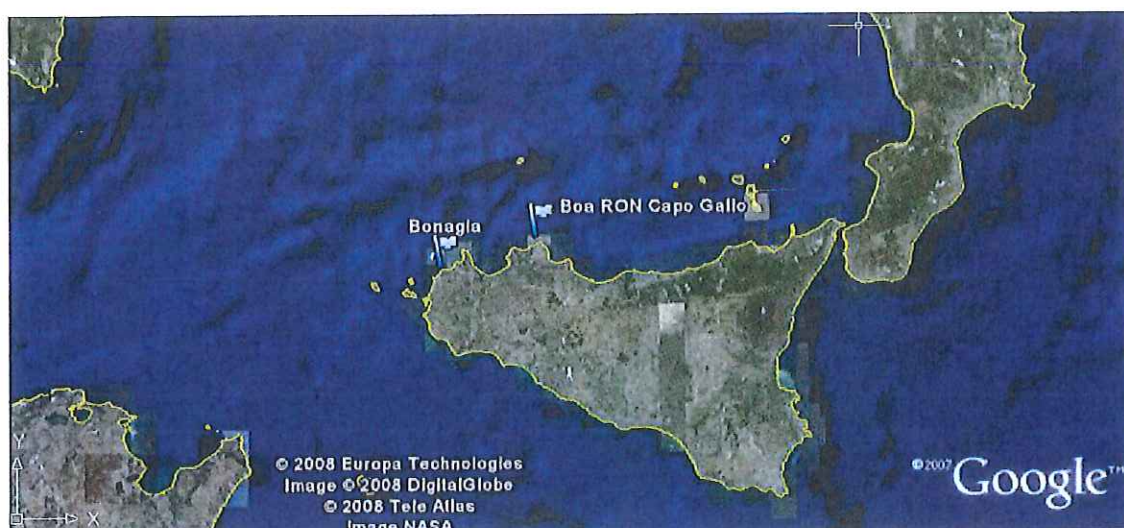 Boa RON Capo Gallo
Bonagia
© 2008 Europa Technologies
Image © 2008 DigitalGlobe
© 2008 Tele Atlas
Image NASA
©2007 Google™
Y
X